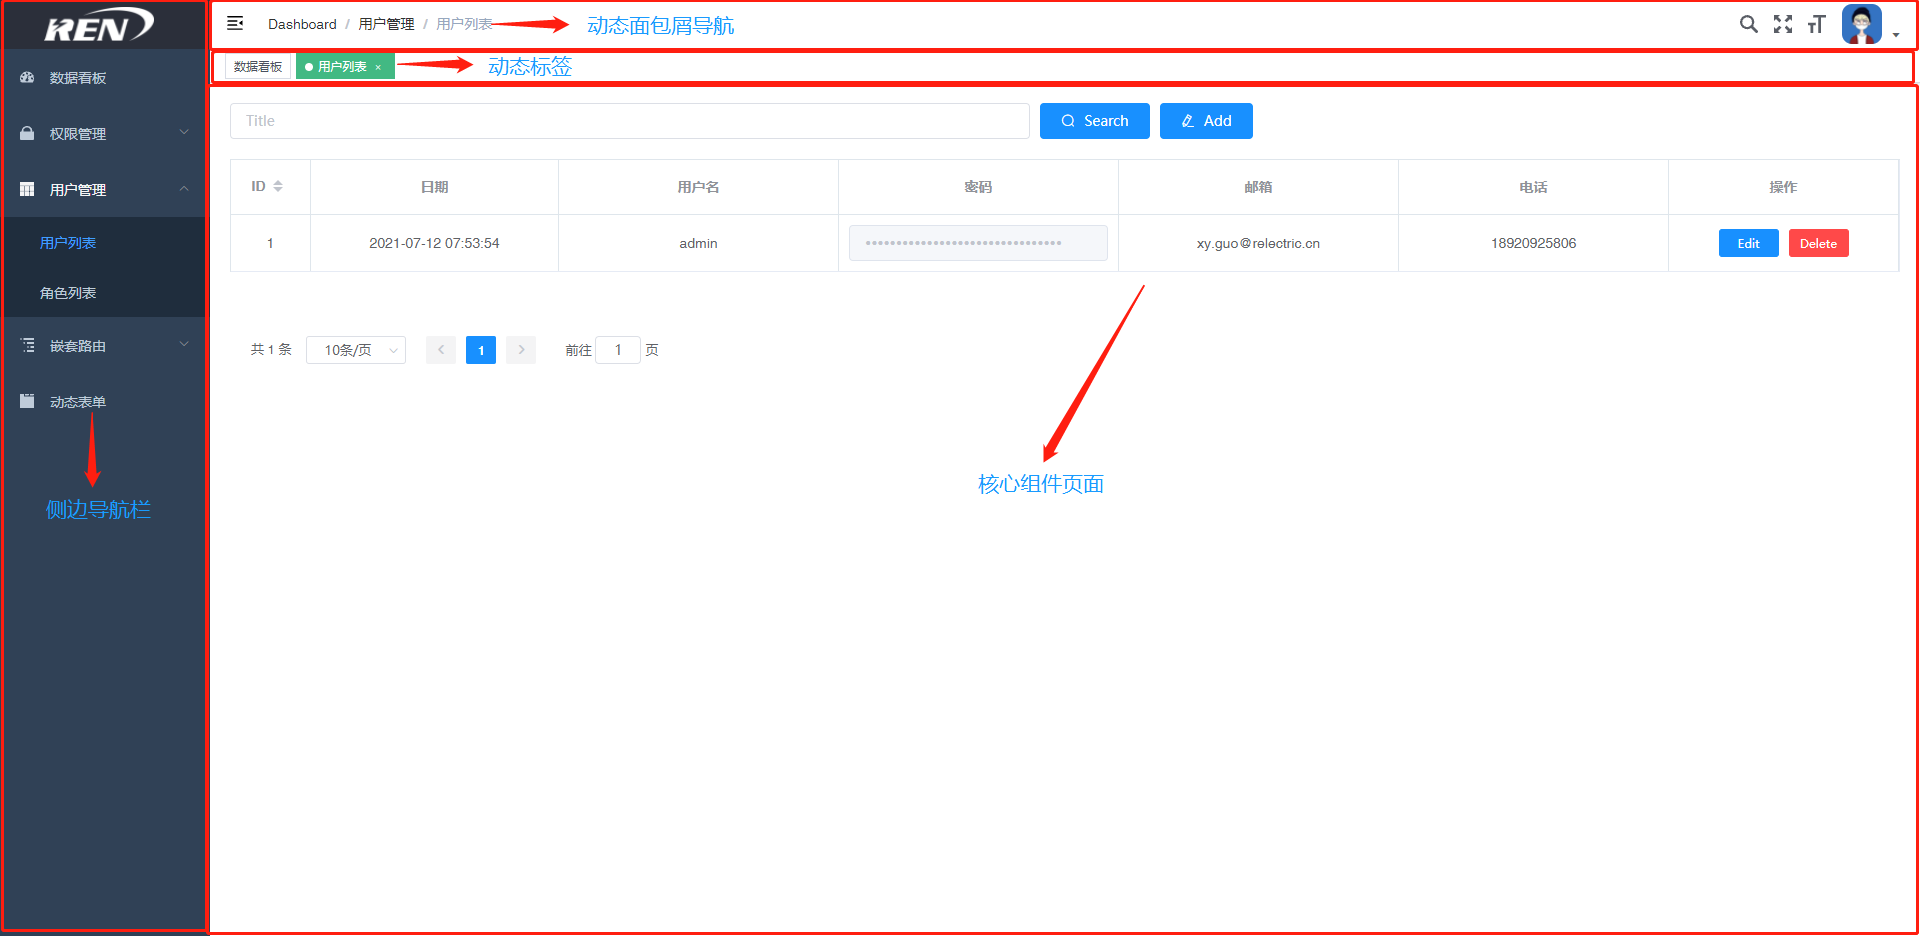 REN
Dashboard / 用户管理 / 用户列表
动态面包屑导航
数据看板
用户列表 ×
动态标签
数据看板
权限管理
用户管理
用户列表
角色列表
嵌套路由
动态表单
侧边导航栏
Title
Search
Add
ID 日期 用户名 密码 邮箱 电话 操作
1 2021-07-12 07:53:54 admin •••••••••••••••••••••••••••••••• xy.guo@relectric.cn 18920925806 Edit Delete
共 1 条 10条/页 1 前往 1 页
核心组件页面